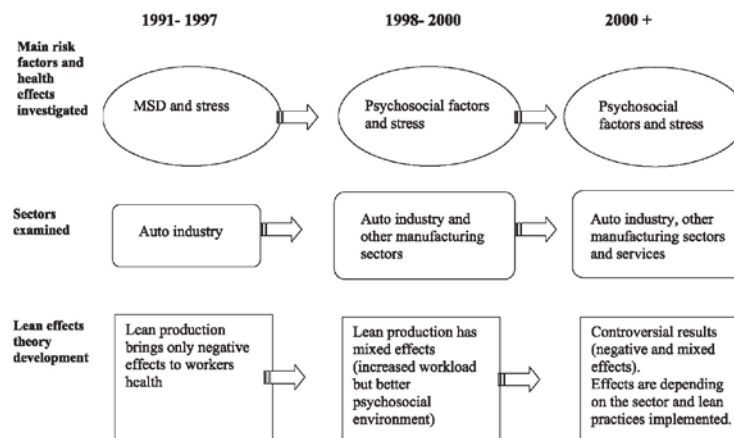 1991- 1997
1998- 2000
2000 +
Main risk
factors and
health
effects
investigated
MSD and stress
Psychosocial factors
and stress
Psychosocial
factors and stress
Sectors
examined
Auto industry
Auto industry and
other manufacturing
sectors
Auto industry, other
manufacturing sectors
and services
Lean effects
theory
development
Lean production
brings only negative
effects to workers
health
Lean production has
mixed effects
(increased workload
but better
psychosocial
environment)
Controversial results
(negative and mixed
effects).
Effects are depending
on the sector and lean
practices implemented.